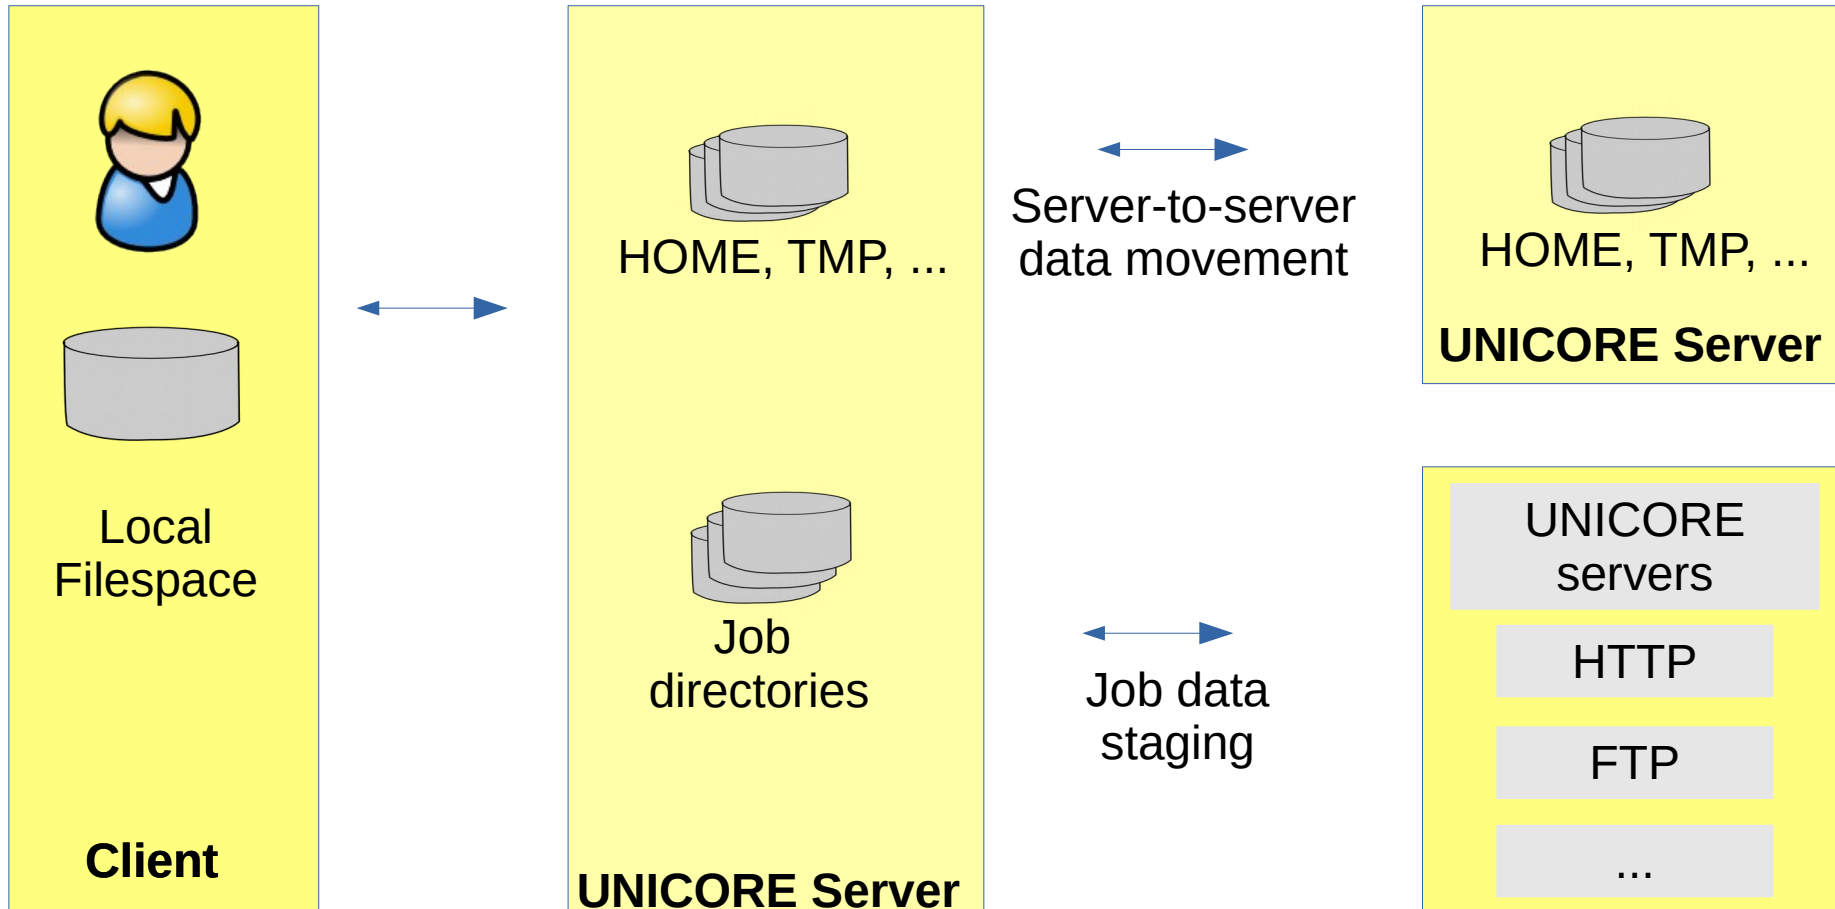 Local
Filespace
Client
HOME, TMP, ...
Job
directories
UNICORE Server
Server-to-server
data movement
Job data
staging
HOME, TMP, ...
UNICORE Server
UNICORE
servers
HTTP
FTP
...